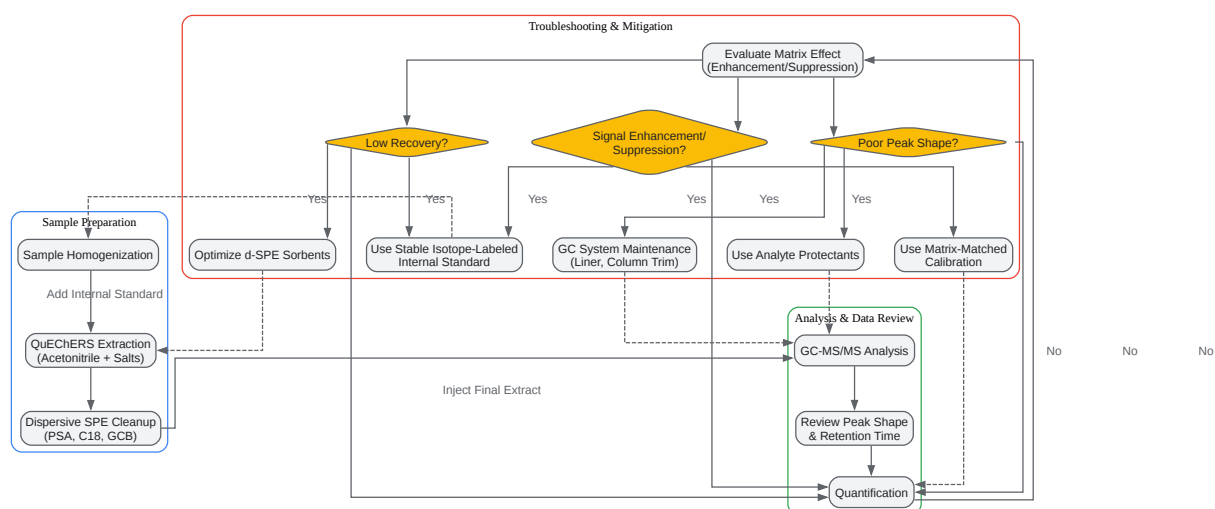 Troubleshooting & Mitigation
Evaluate Matrix Effect
(Enhancement/Suppression)
Low Recovery?
Signal Enhancement/
Suppression?
Poor Peak Shape?
Yes
Yes
Yes
Yes
Yes
Yes
Sample Preparation
Sample Homogenization
Optimize d-SPE Sorbents
Use Stable Isotope-Labeled
Internal Standard
GC System Maintenance
(Liner, Column Trim)
Use Analyte Protectants
Use Matrix-Matched
Calibration
Add Internal Standard
Analysis & Data Review
QuEChERS Extraction
(Acetonitrile + Salts)
GC-MS/MS Analysis
No
No
No
Inject Final Extract
Dispersive SPE Cleanup
(PSA, C18, GCB)
Review Peak Shape
& Retention Time
Quantification